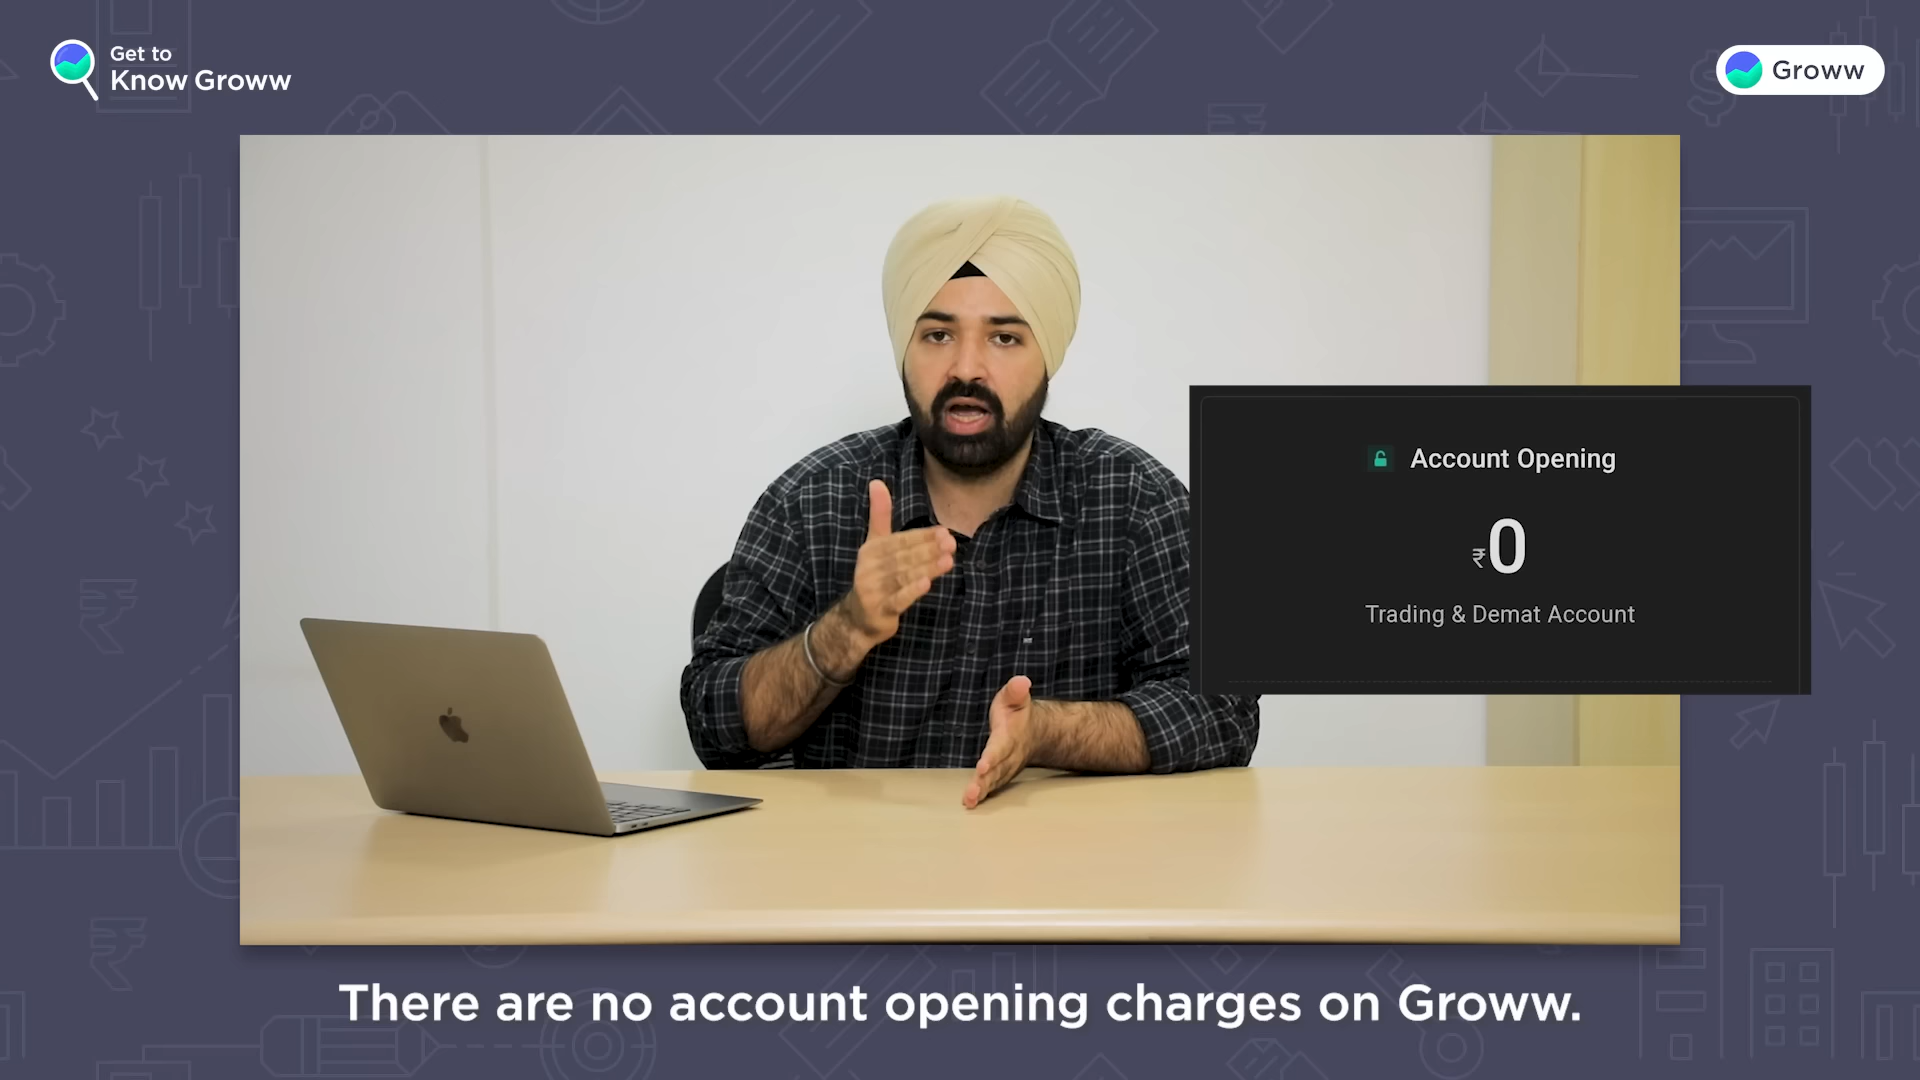 Get to
Know Groww
Groww
Account Opening
₹0
Trading & Demat Account
There are no account opening charges on Groww.